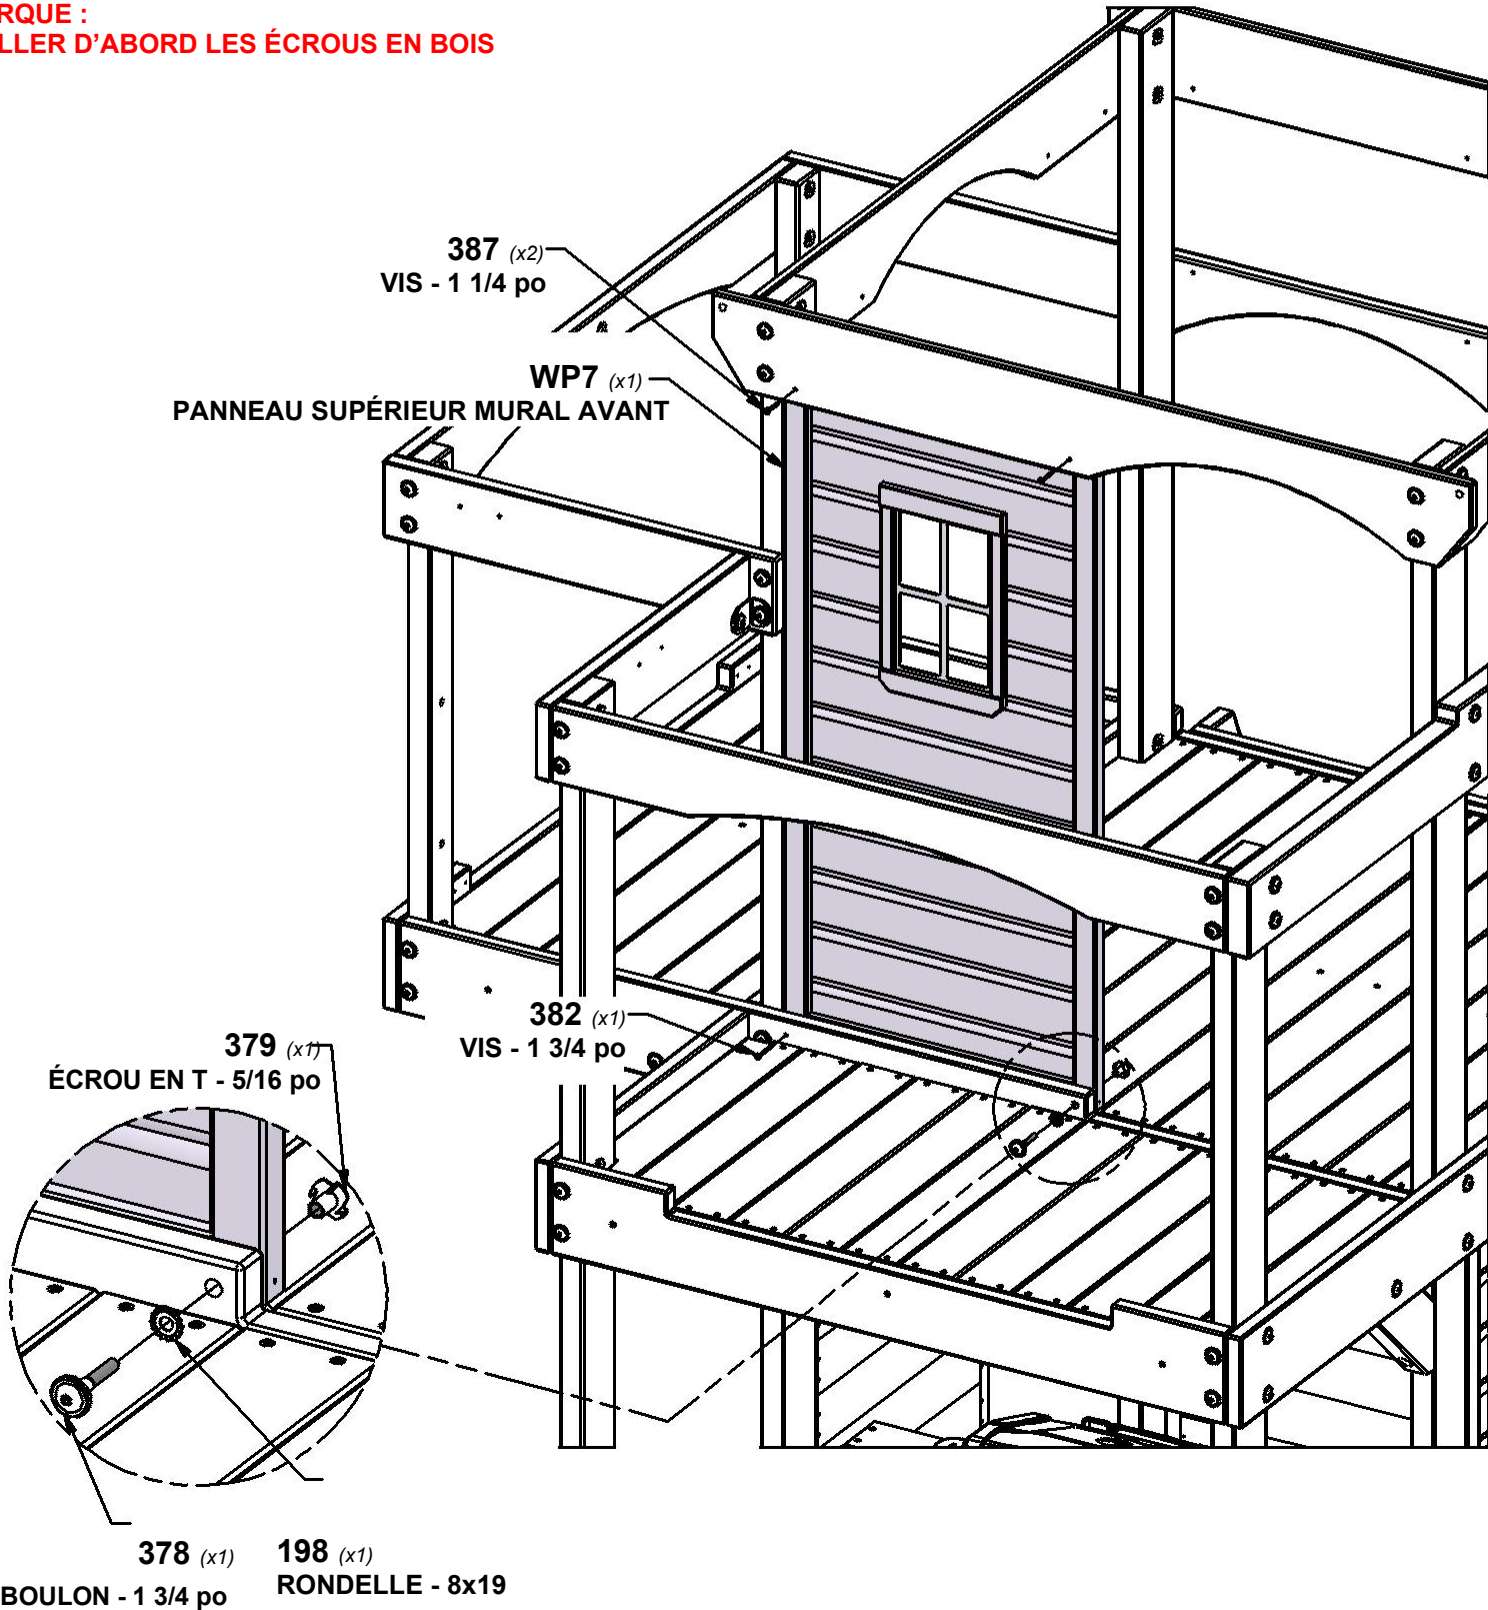 RQUE :
LLER D’ABORD LES ÉCROUS EN BOIS
387 (x2)
VIS - 1 1/4 po
WP7 (x1)
PANNEAU SUPÉRIEUR MURAL AVANT
382 (x1)
VIS - 1 3/4 po
379 (x1)
ÉCROU EN T - 5/16 po
378 (x1)
BOULON - 1 3/4 po
198 (x1)
RONDELLE - 8x19